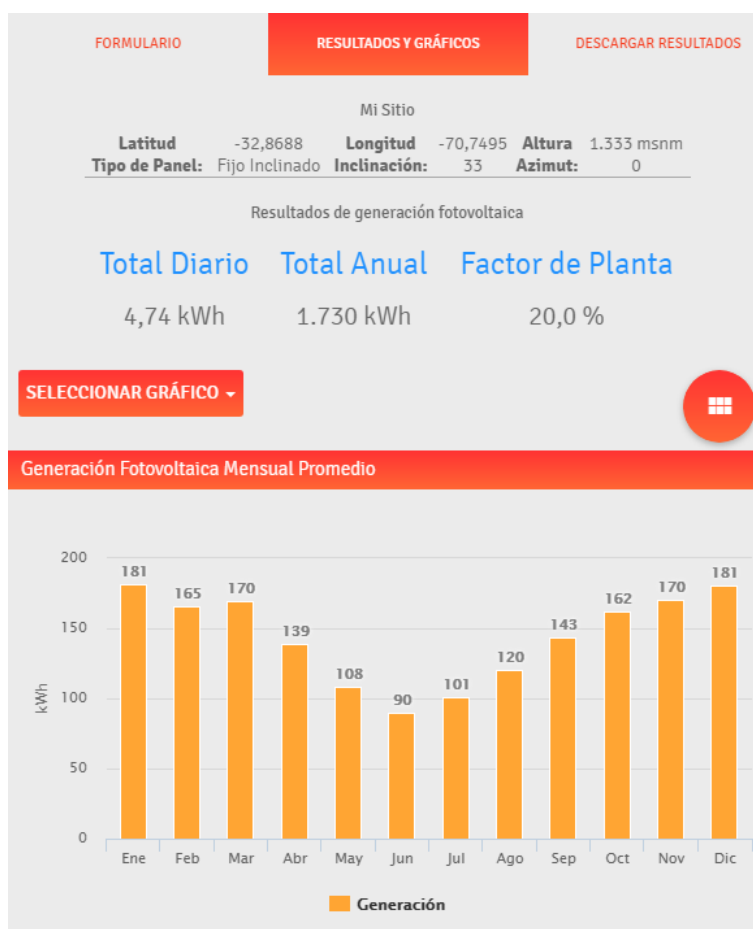 FORMULARIO RESULTADOS Y GRÁFICOS DESCARGAR RESULTADOS
Mi Sitio
Latitud -32,8688 Longitud -70,7495 Altura 1.333 msnm
Tipo de Panel: Fijo Inclinado Inclinación: 33 Azimut: 0
Resultados de generación fotovoltaica
Total Diario Total Anual Factor de Planta
4,74 kWh 1.730 kWh 20,0 %
SELECCIONAR GRÁFICO
Generación Fotovoltaica Mensual Promedio
kWh
200
150
100
50
0
181 165 170 139 108 90 101 120 143 162 170 181
Ene Feb Mar Abr May Jun Jul Ago Sep Oct Nov Dic
Generación